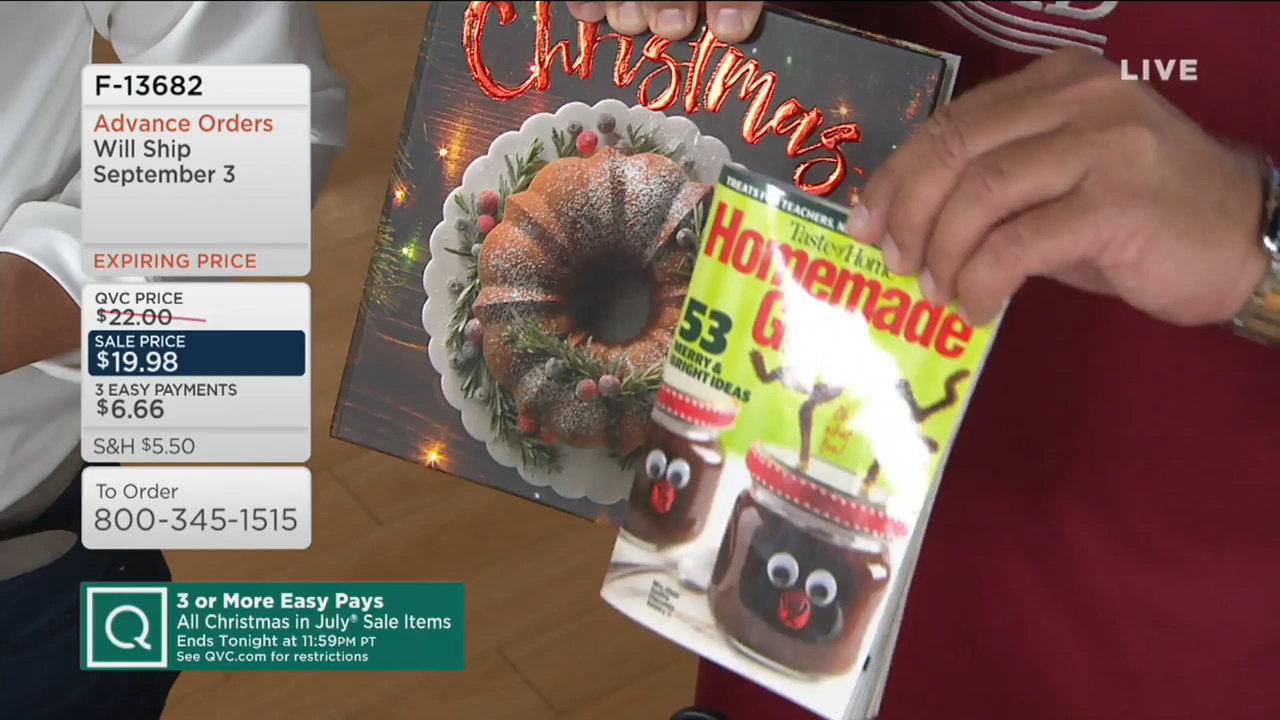 F-13682
Advance Orders
Will Ship
September 3
EXPIRING PRICE
QVC PRICE
$22.00
SALE PRICE
$19.98
3 EASY PAYMENTS
$6.66
S&H $5.50
To Order
800-345-1515
Q
3 or More Easy Pays
All Christmas in July® Sale Items
Ends Tonight at 11:59PM PT
See QVC.com for restrictions
LIVE
Christmas
TREATS FOR TEACHERS,
Taste of Home
Homemade
53
MERRY &
BRIGHT IDEAS